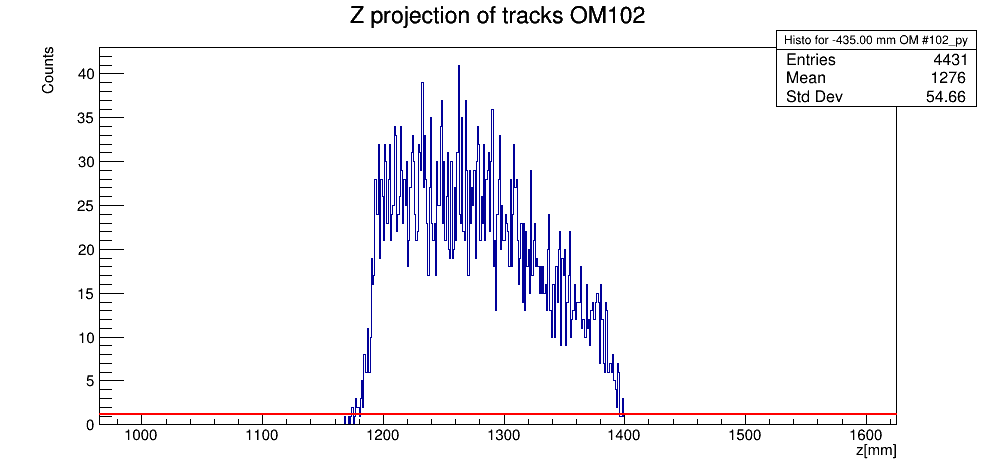 Z projection of tracks OM102
Histo for -435.00 mm OM #102_py
Entries 4431
Mean 1276
Std Dev 54.66
Counts
40
35
30
25
20
15
10
5
0
1000 1100 1200 1300 1400 1500 1600
z[mm]